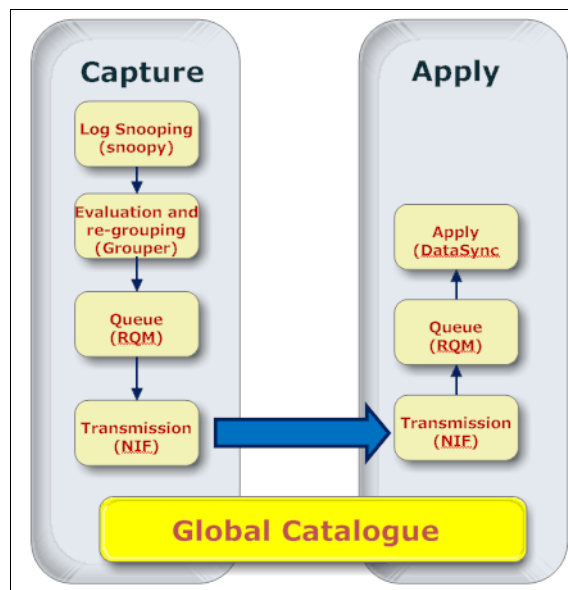 Capture
Log Snooping
(snoopy)
Evaluation and
re-grouping
(Grouper)
Queue
(RQM)
Transmission
(NIF)
Apply
Apply
(DataSync
Queue
(RQM)
Transmission
(NIF)
Global Catalogue